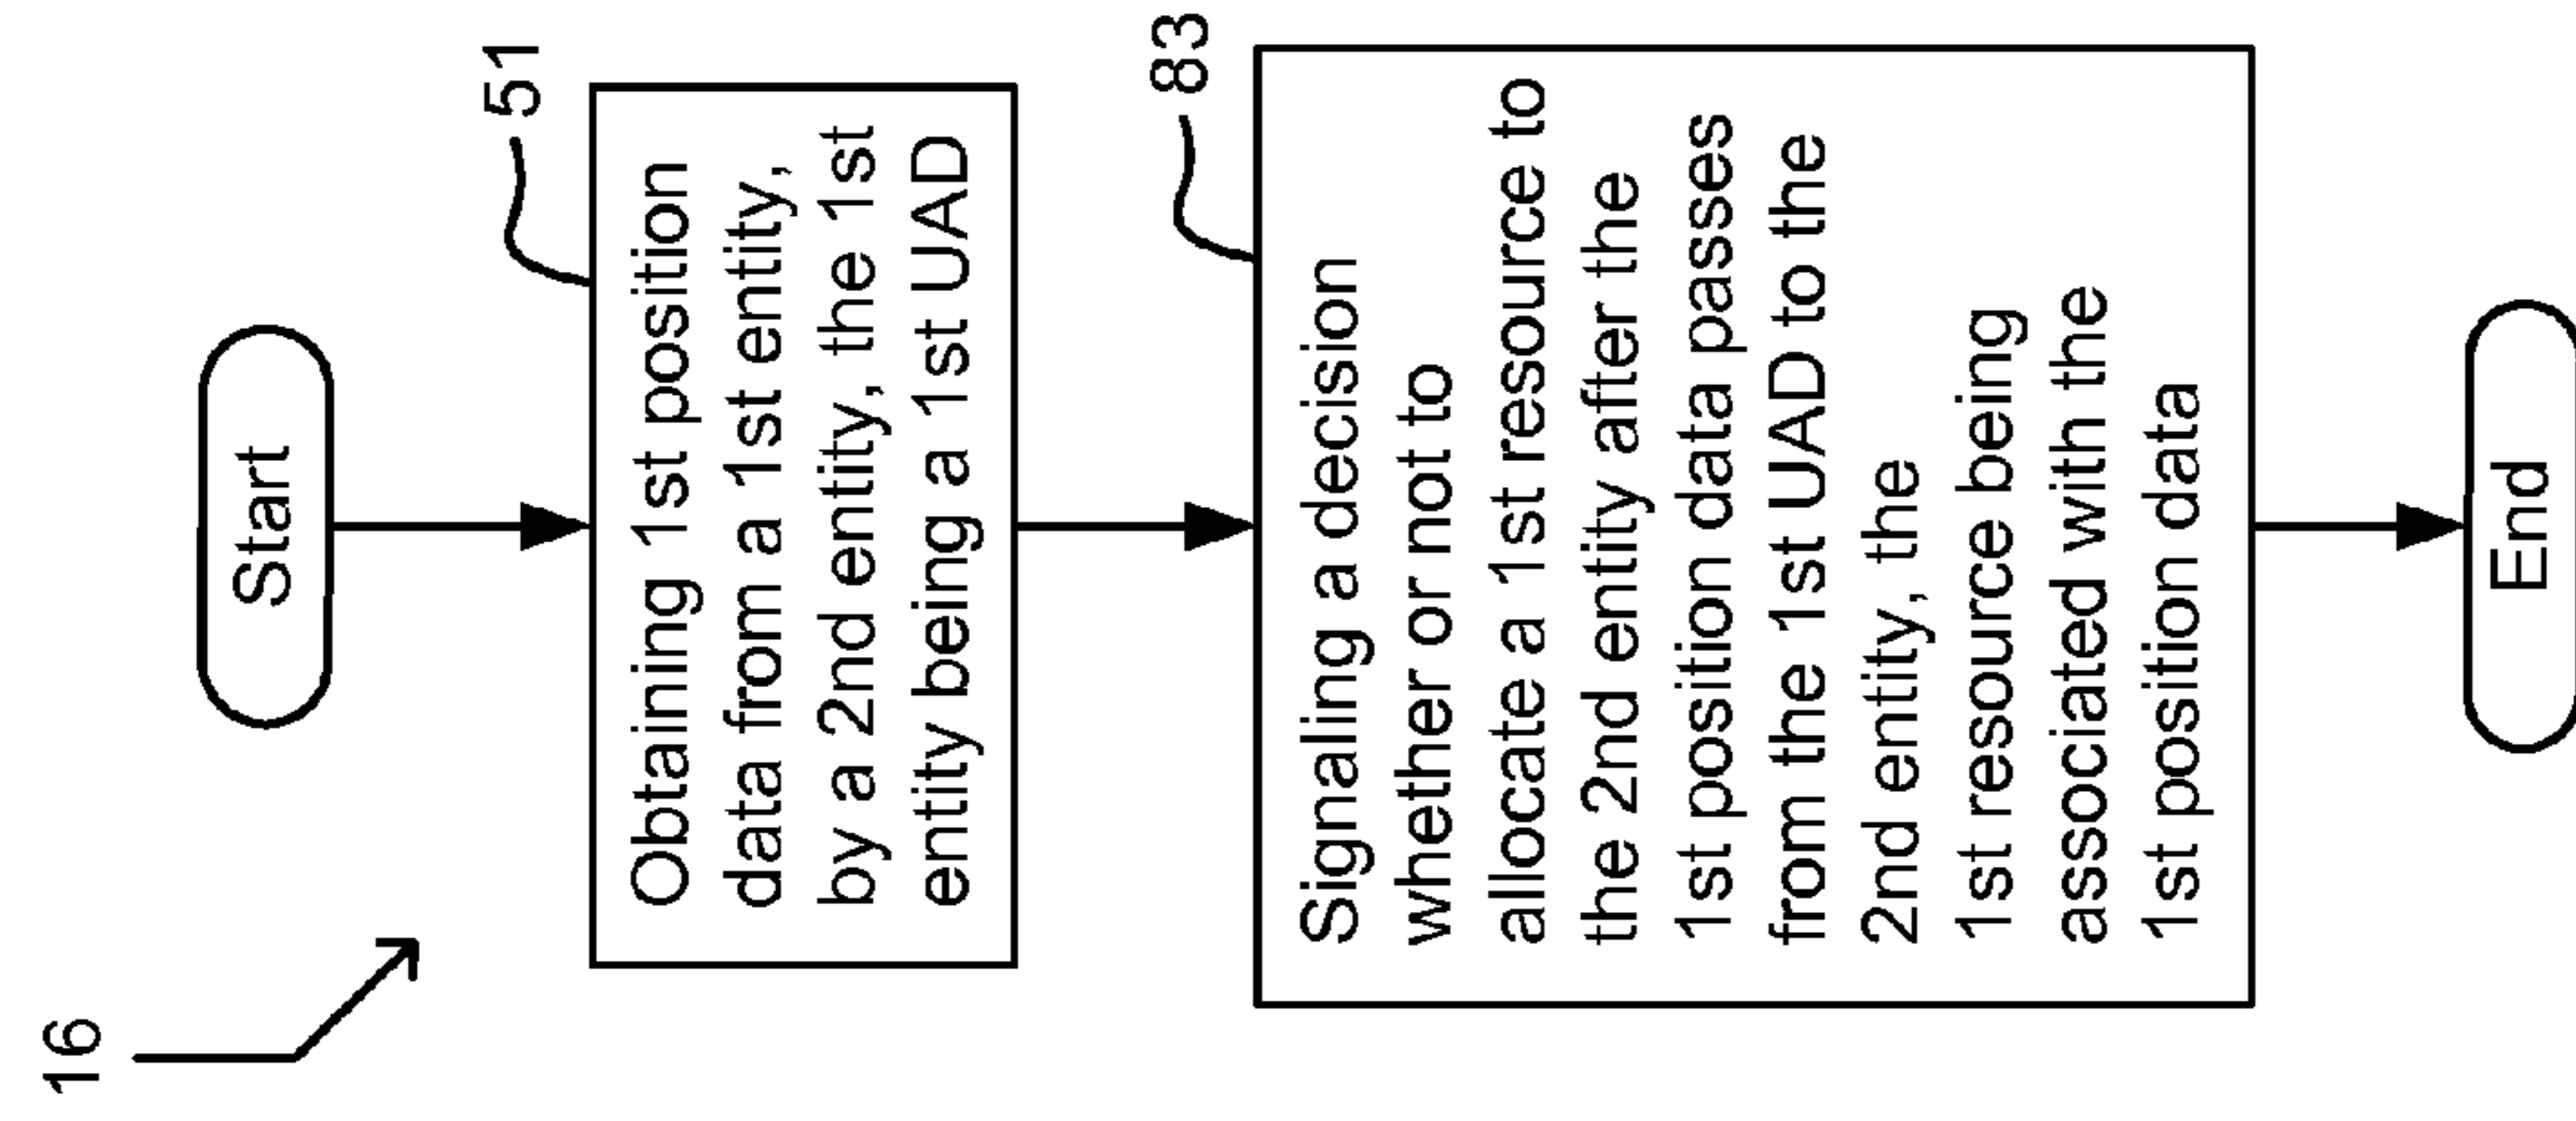 16
Start
51
Obtaining 1st position
data from a 1st entity,
by a 2nd entity, the 1st
entity being a 1st UAD
83
Signaling a decision
whether or not to
allocate a 1st resource to
the 2nd entity after the
1st position data passes
from the 1st UAD to the
2nd entity, the
1st resource being
associated with the
1st position data
End